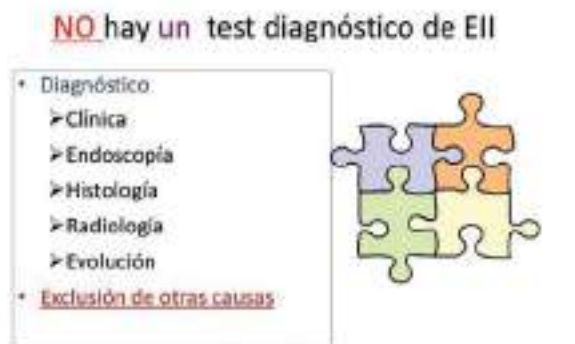 NO hay un test diagnóstico de EII
• Diagnóstico
➢Clínica
➢Endoscopía
➢Histología
➢Radiología
➢Evolución
• Exclusión de otras causas